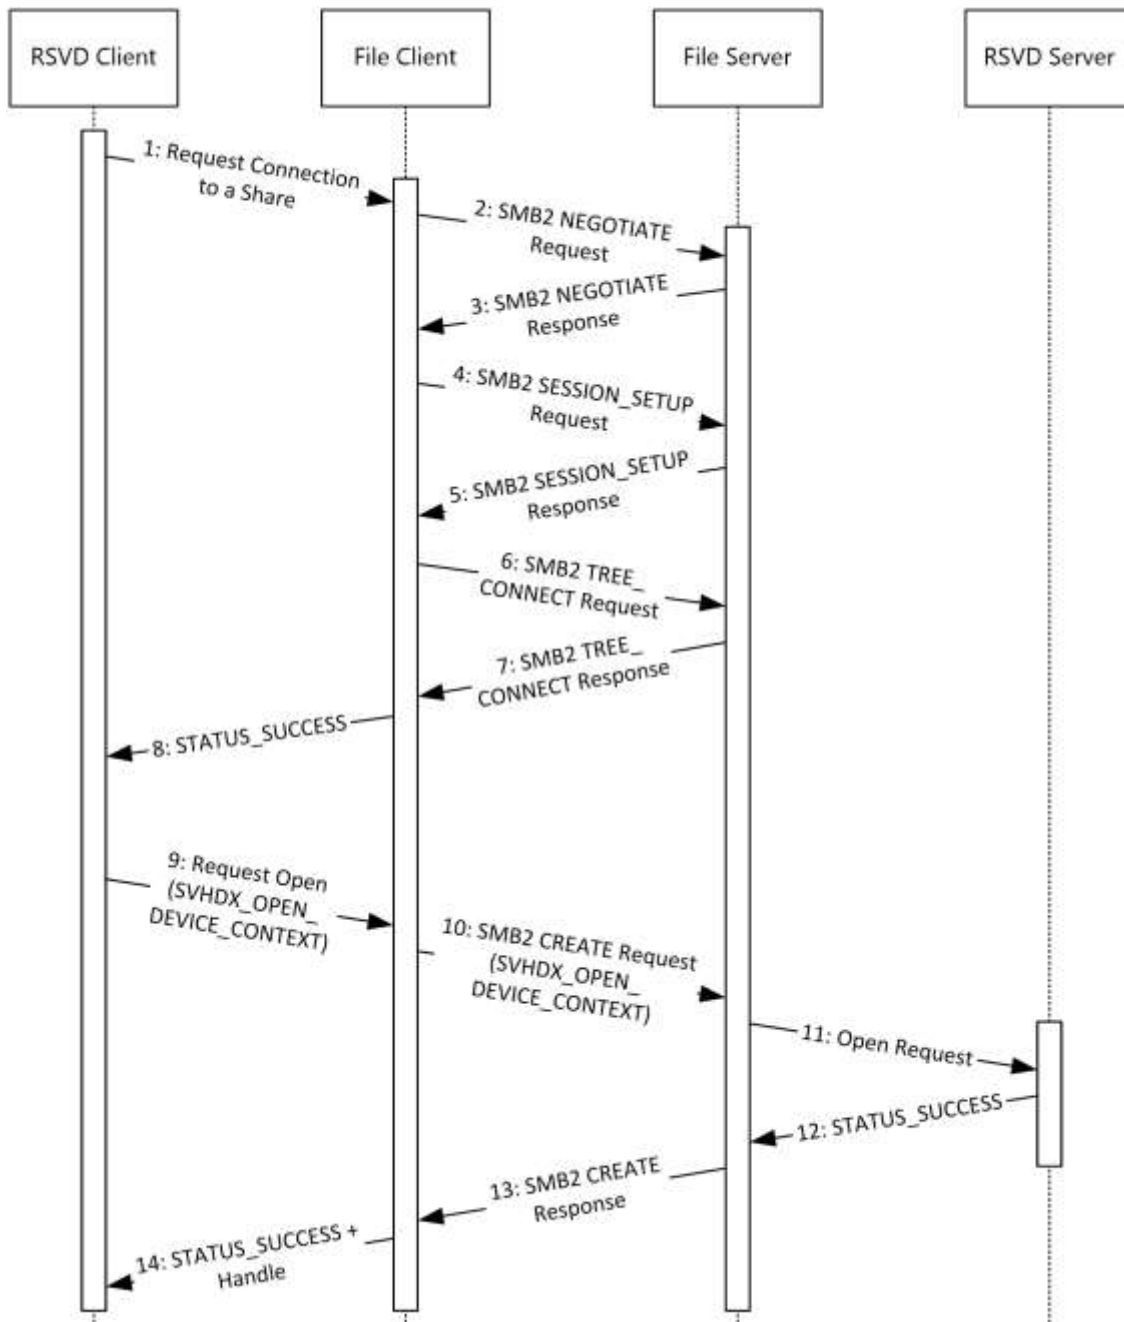 RSVD Client
File Client
File Server
RSVD Server
1: Request Connection
to a Share
2: SMB2 NEGOTIATE
Request
3: SMB2 NEGOTIATE
Response
4: SMB2 SESSION_SETUP
Request
5: SMB2 SESSION_SETUP
Response
6: SMB2 TREE_
CONNECT Request
7: SMB2 TREE_
CONNECT Response
8: STATUS_SUCCESS
9: Request Open
(SVHDX_OPEN_
DEVICE_CONTEXT)
10: SMB2 CREATE Request
(SVHDX_OPEN_
DEVICE_CONTEXT)
11: Open Request
12: STATUS_SUCCESS
13: SMB2 CREATE
Response
14: STATUS_SUCCESS +
Handle